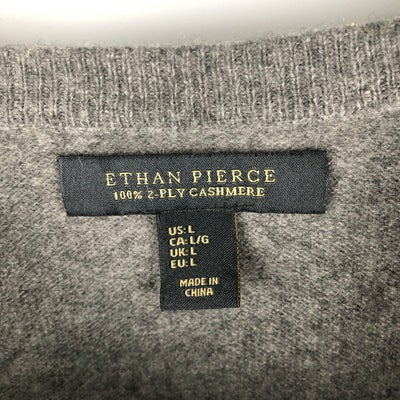 ETHAN PIERCE
100% 2-PLY CASHMERE
US: L
CA: L/G
UK: L
EU: L
MADE IN
CHINA